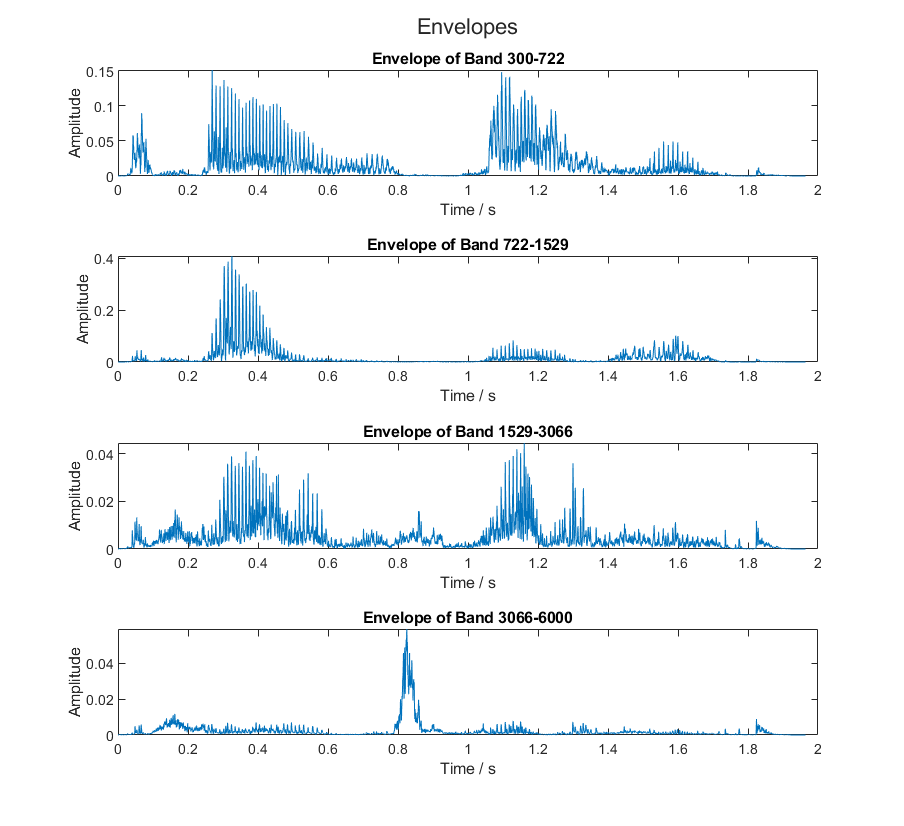 Envelopes
Envelope of Band 300-722
Amplitude
0.15
0.1
0.05
0
0 0.2 0.4 0.6 0.8 1 1.2 1.4 1.6 1.8 2
Time / s
Envelope of Band 722-1529
Amplitude
0.4
0.2
0
0 0.2 0.4 0.6 0.8 1 1.2 1.4 1.6 1.8 2
Time / s
Envelope of Band 1529-3066
Amplitude
0.04
0.02
0
0 0.2 0.4 0.6 0.8 1 1.2 1.4 1.6 1.8 2
Time / s
Envelope of Band 3066-6000
Amplitude
0.04
0.02
0
0 0.2 0.4 0.6 0.8 1 1.2 1.4 1.6 1.8 2
Time / s